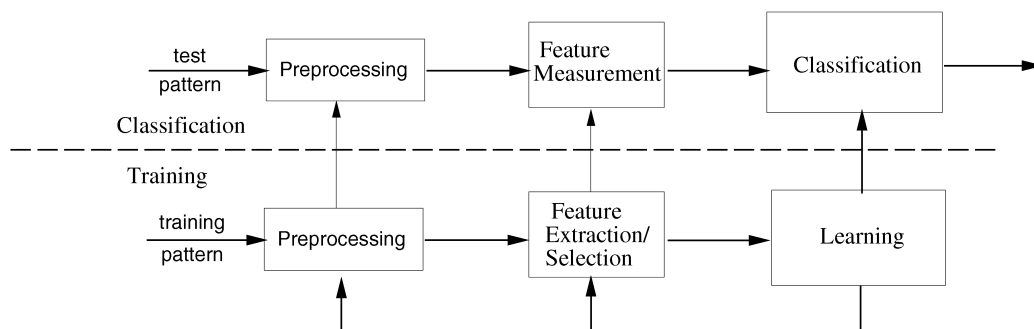 test
pattern
Preprocessing
Feature
Measurement
Classification
Classification
Training
training
pattern
Preprocessing
Feature
Extraction/
Selection
Learning